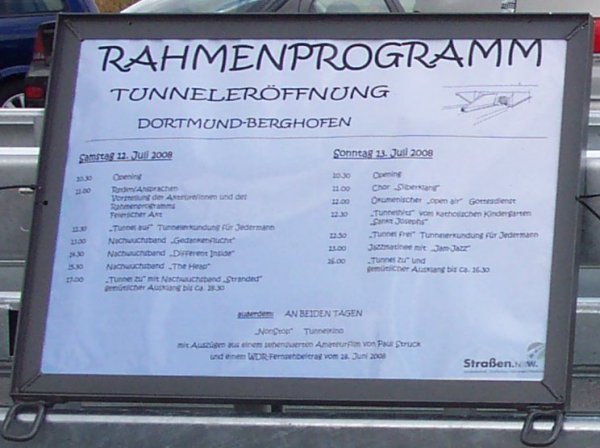 RAHMENPROGRAMM
TUNNELERÖFFNUNG
DORTMUND-BERGHOFEN
Samstag 12. Juli 2008
10.30 Opening
11.00 Reden/Ansprachen
Vorstellung der Akteure/innen und des
Rahmenprogramms
Feierlicher Akt
12.30 „Tunnel auf" Tunnelerkundung für Jedermann
13.00 Nachwuchsband „Gedankenflucht"
14.30 Nachwuchsband „Different Inside"
15.30 Nachwuchsband „The Heap"
17.00 „Tunnel zu" mit Nachwuchsband „Stranded"
gemütlicher Ausklang bis ca. 18.30
Sonntag 13. Juli 2008
10.30 Opening
11.00 Chor „Silberklang"
12.00 Ökumenischer „open air" Gottesdienst
12.30 „Tunnelhits" vom katholischen Kindergarten
„Sankt Josephs"
12.50 „Tunnel frei" Tunnelerkundung für Jedermann
13.00 Jazzmatinee mit „Jam-Jazz"
16.00 „Tunnel zu" und
gemütlicher Ausklang bis ca. 16.30
außerdem: AN BEIDEN TAGEN
„NonStop" Tunnelkino
mit Auszügen aus einem sehenswerten Amateurfilm von Paul Struck
und einem WDR-Fernsehbeitrag vom 18. Juni 2008
Straßen.NRW.